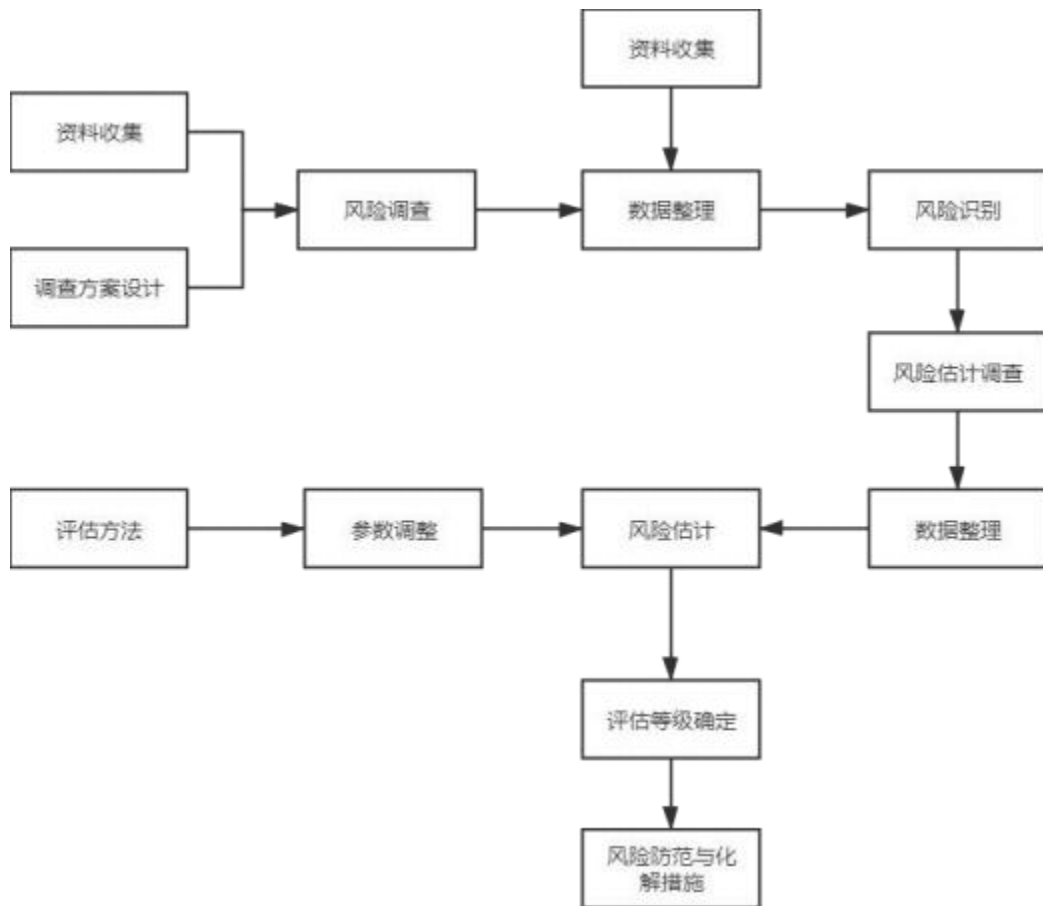 资料收集
资料收集
调查方案设计
风险调查
数据整理
风险识别
风险估计调查
评估方法
参数调整
风险估计
数据整理
评估等级确定
风险防范与化
解措施